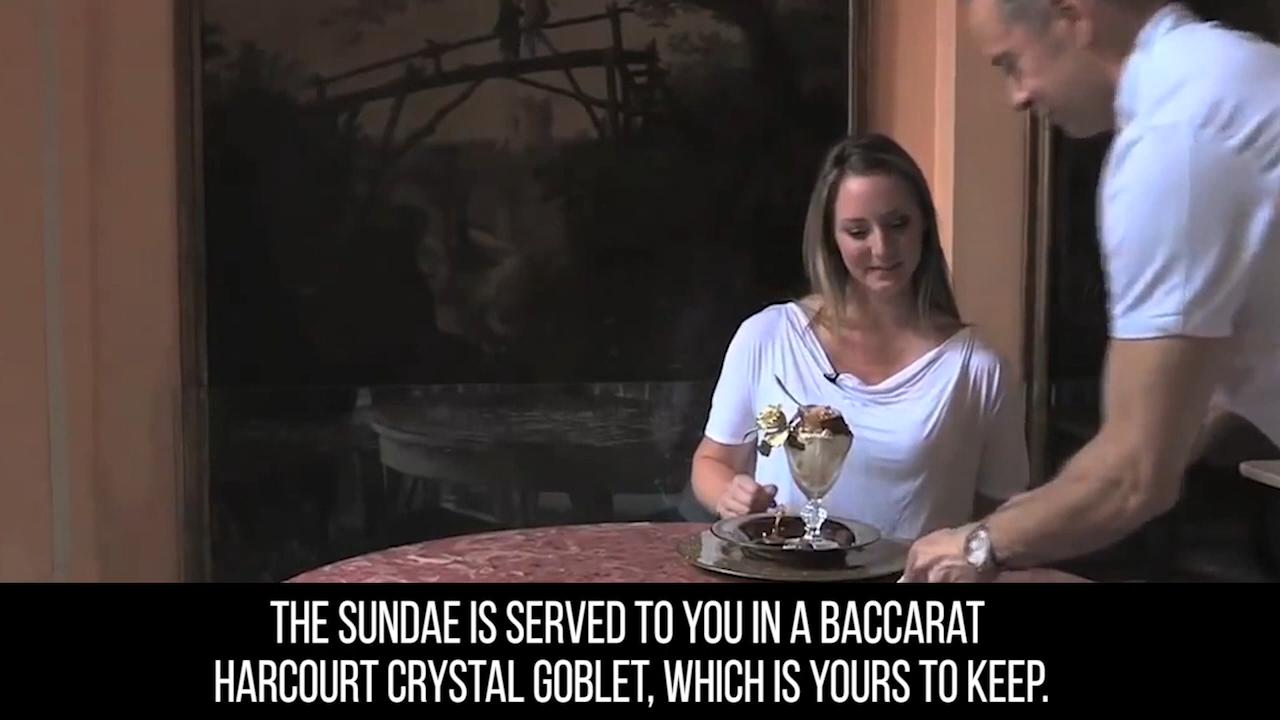 THE SUNDAE IS SERVED TO YOU IN A BACCARAT
HARCOURT CRYSTAL GOBLET, WHICH IS YOURS TO KEEP.